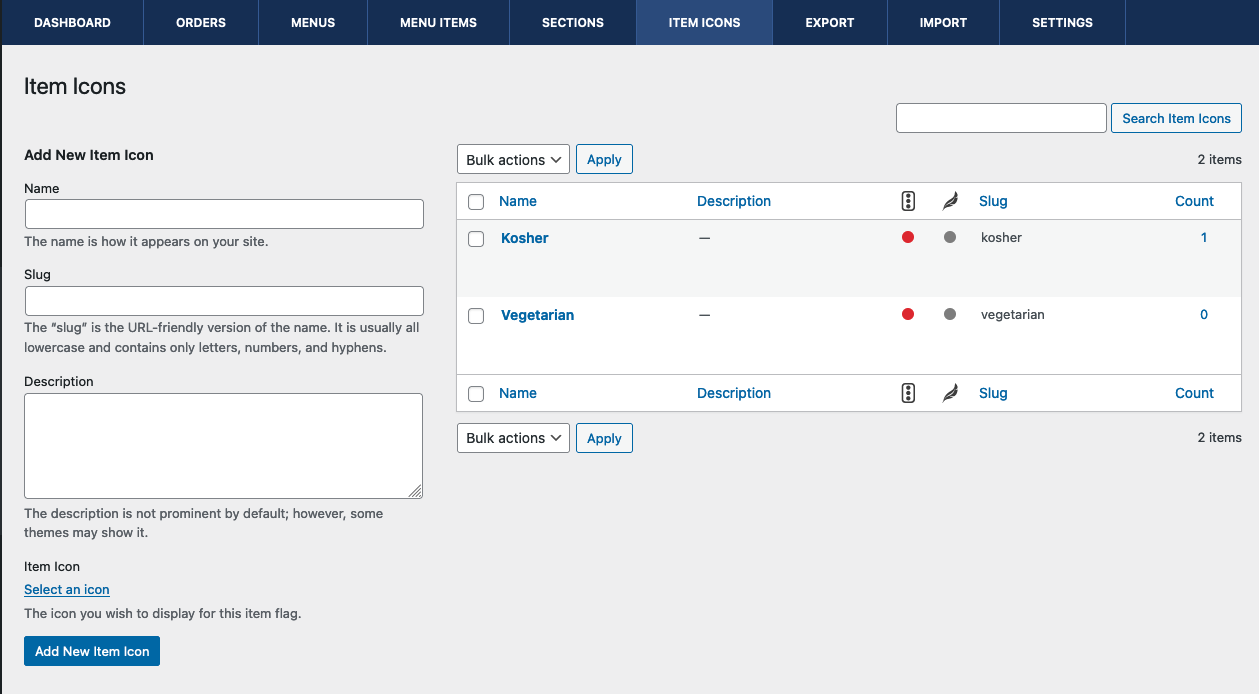 DASHBOARD ORDERS MENUS MENU ITEMS SECTIONS ITEM ICONS EXPORT IMPORT SETTINGS
Item Icons
Search Item Icons
Add New Item Icon
Name
The name is how it appears on your site.
Slug
The “slug” is the URL-friendly version of the name. It is usually all
lowercase and contains only letters, numbers, and hyphens.
Description
The description is not prominent by default; however, some
themes may show it.
Item Icon
Select an icon
The icon you wish to display for this item flag.
Add New Item Icon
Bulk actions Apply 2 items
Name Description Slug Count
Kosher — kosher 1
Vegetarian — vegetarian 0
Name Description Slug Count
Bulk actions Apply 2 items